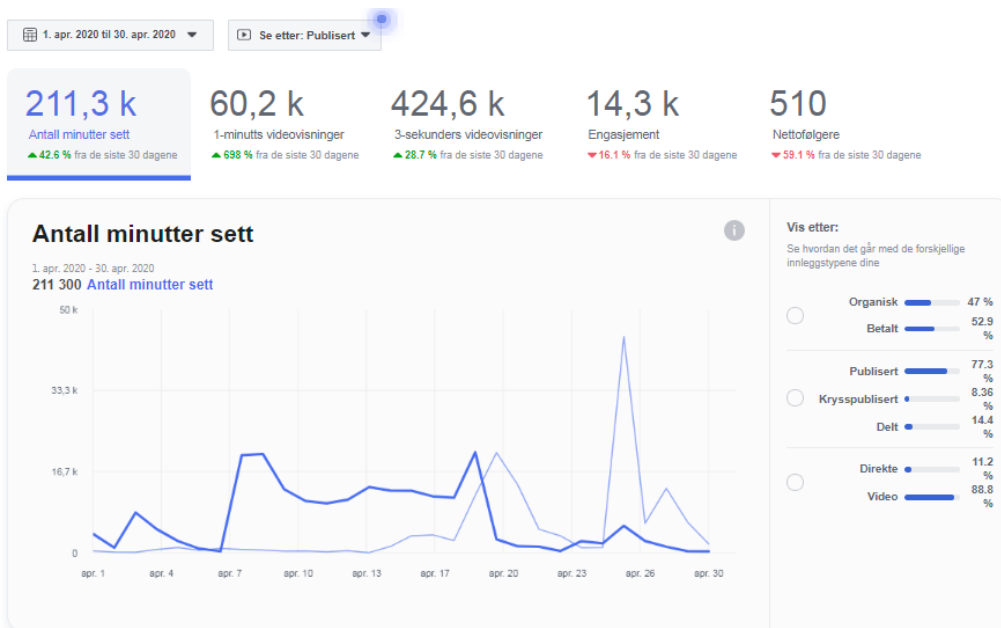 1. apr. 2020 til 30. apr. 2020
Se etter: Publisert
211,3 k
Antall minutter sett
42.6 % fra de siste 30 dagene
60,2 k
1-minutts videovisninger
698 % fra de siste 30 dagene
424,6 k
3-sekunders videovisninger
28.7 % fra de siste 30 dagene
14,3 k
Engasjement
16.1 % fra de siste 30 dagene
510
Nettofølgere
59.1 % fra de siste 30 dagene
Antall minutter sett
i
1. apr. 2020 - 30. apr. 2020
211 300 Antall minutter sett
50 k
33,3 k
16,7 k
0
apr. 1 apr. 4 apr. 7 apr. 10 apr. 13 apr. 17 apr. 20 apr. 23 apr. 26 apr. 30
Vis etter:
Se hvordan det går med de forskjellige
innleggstypene dine
Organisk 47 %
Betalt 52.9
%
Publisert 77.3
%
Krysspublisert 8.36
%
Delt 14.4
%
Direkte 11.2
%
Video 88.8
%